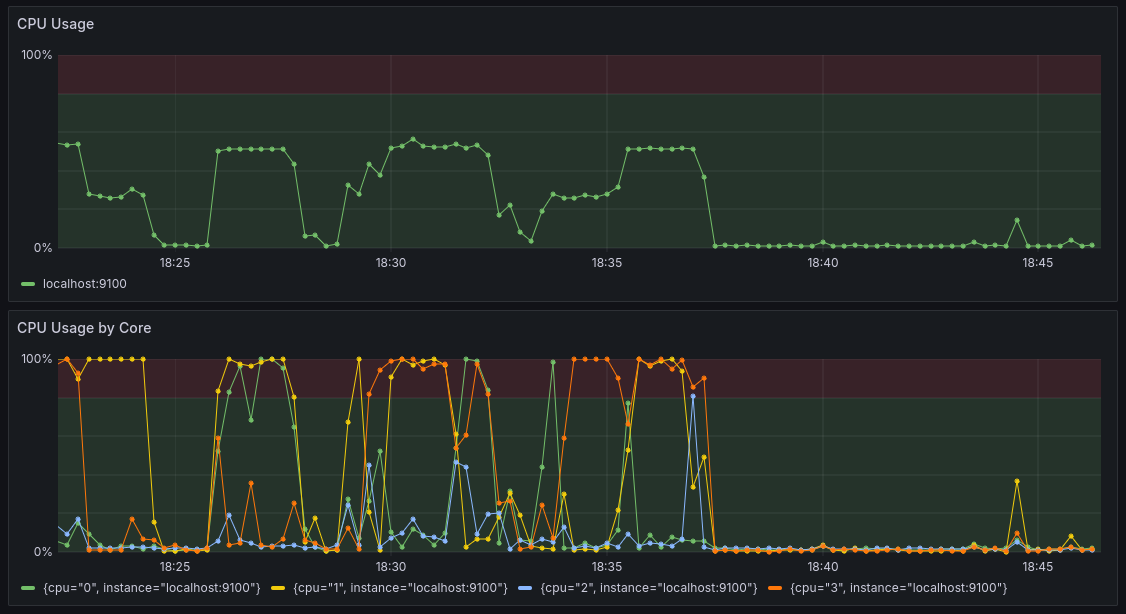 CPU Usage
100%
0%
18:25 18:30 18:35 18:40 18:45
localhost:9100
CPU Usage by Core
100%
0%
18:25 18:30 18:35 18:40 18:45
{cpu="0", instance="localhost:9100"} {cpu="1", instance="localhost:9100"} {cpu="2", instance="localhost:9100"} {cpu="3", instance="localhost:9100"}